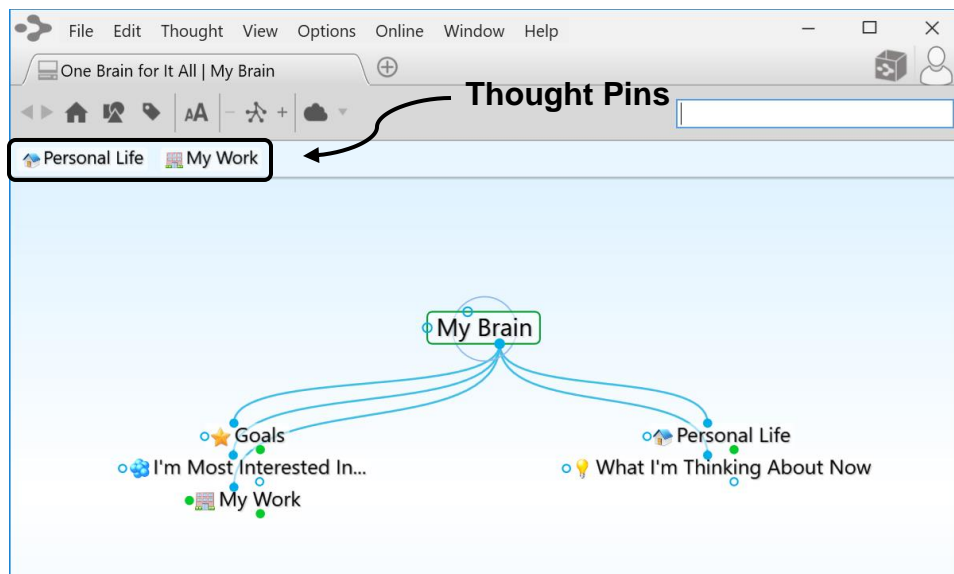 File Edit Thought View Options Online Window Help
One Brain for It All | My Brain
Thought Pins
AA
Personal Life My Work
My Brain
Goals
Personal Life
I'm Most Interested In...
What I'm Thinking About Now
My Work